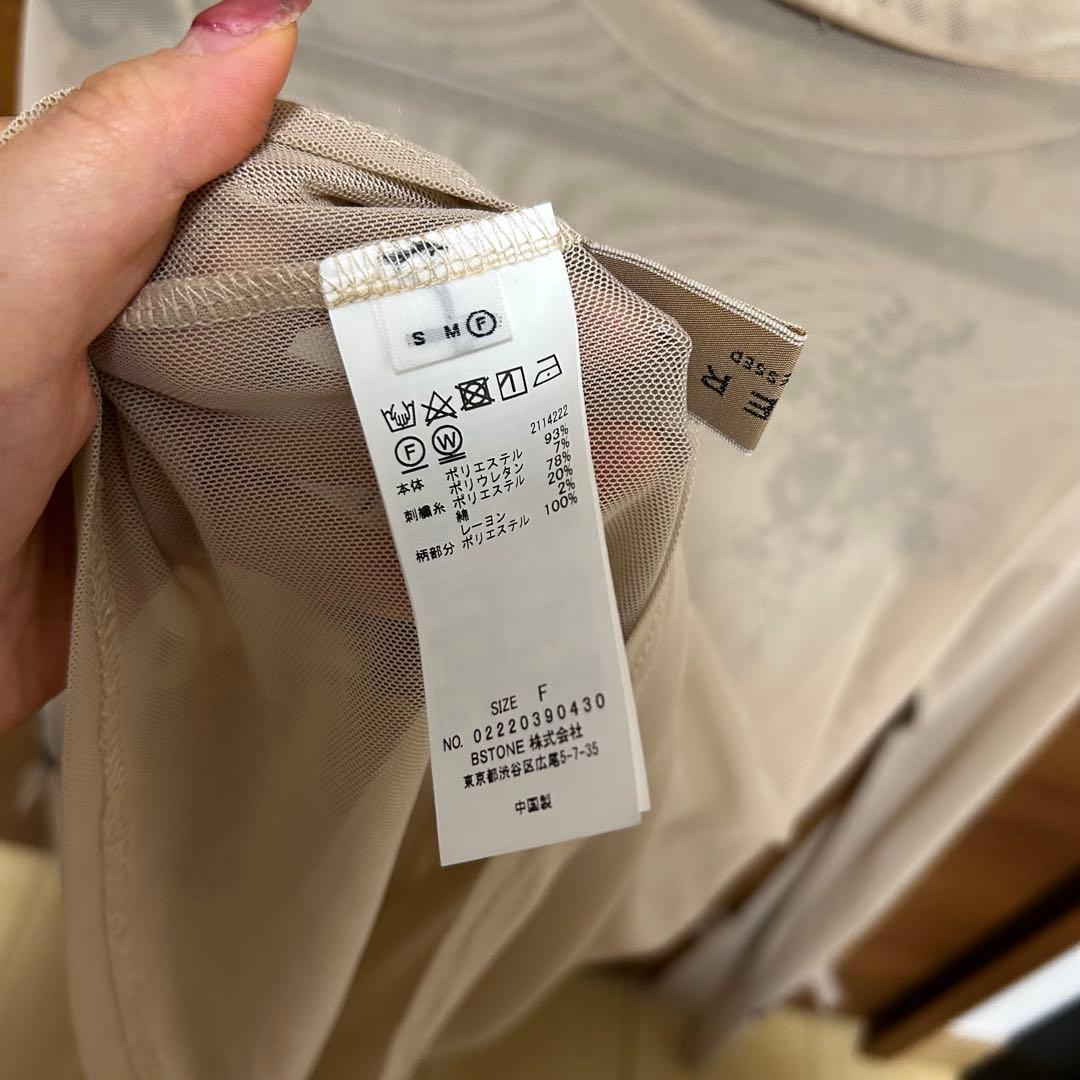 S M F
F W
2114222
本体 ポリエステル 93%
ポリウレタン 7%
刺繍糸 ポリエステル 78%
綿 20%
レーヨン 2%
柄部分 ポリエステル 100%
SIZE F
NO. 02220390430
BSTONE 株式会社
東京都渋谷区広尾5-7-35
中国製